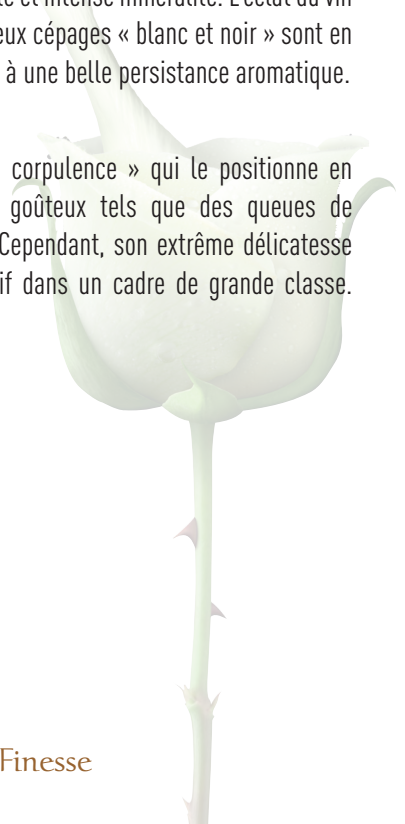 et intense minéralité. L'éclat du vin
eux cépages « blanc et noir » sont en
à une belle persistance aromatique.
corpulence » qui le positionne en
goûteux tels que des queues de
Cependant, son extrême délicatesse
if dans un cadre de grande classe.
Finesse